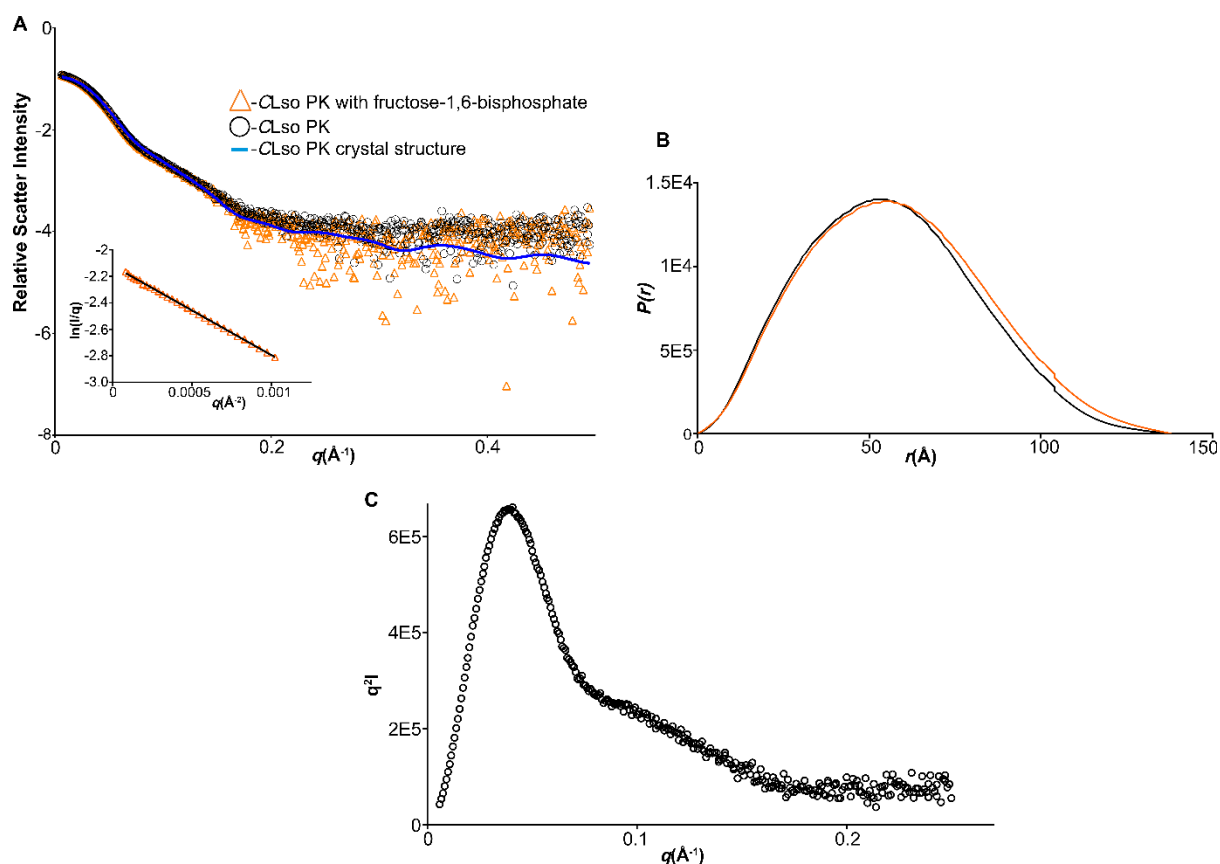 A
Relative Scatter Intensity
0
-2
-4
-6
-8
-CLso PK with fructose-1,6-bisphosphate
-CLso PK
-CLso PK crystal structure
ln(I/q)
-2
-2.2
-2.4
-2.6
-2.8
-3.0
0
0.0005
0.001
q(Å⁻²)
0.2
0.4
q(Å⁻¹)
B
P(r)
1.5E4
1E4
5E5
0
0
50
100
150
r(Å)
C
q²I
6E5
4E5
2E5
0
0
0.1
0.2
q(Å⁻¹)